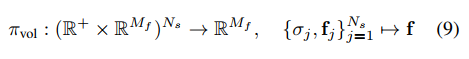 π_vol : (ℝ⁺ × ℝ^{M_f})^{N_s} → ℝ^{M_f}, {σ_j, 𝐟_j}_{j=1}^{N_s} ↦ 𝐟 (9)